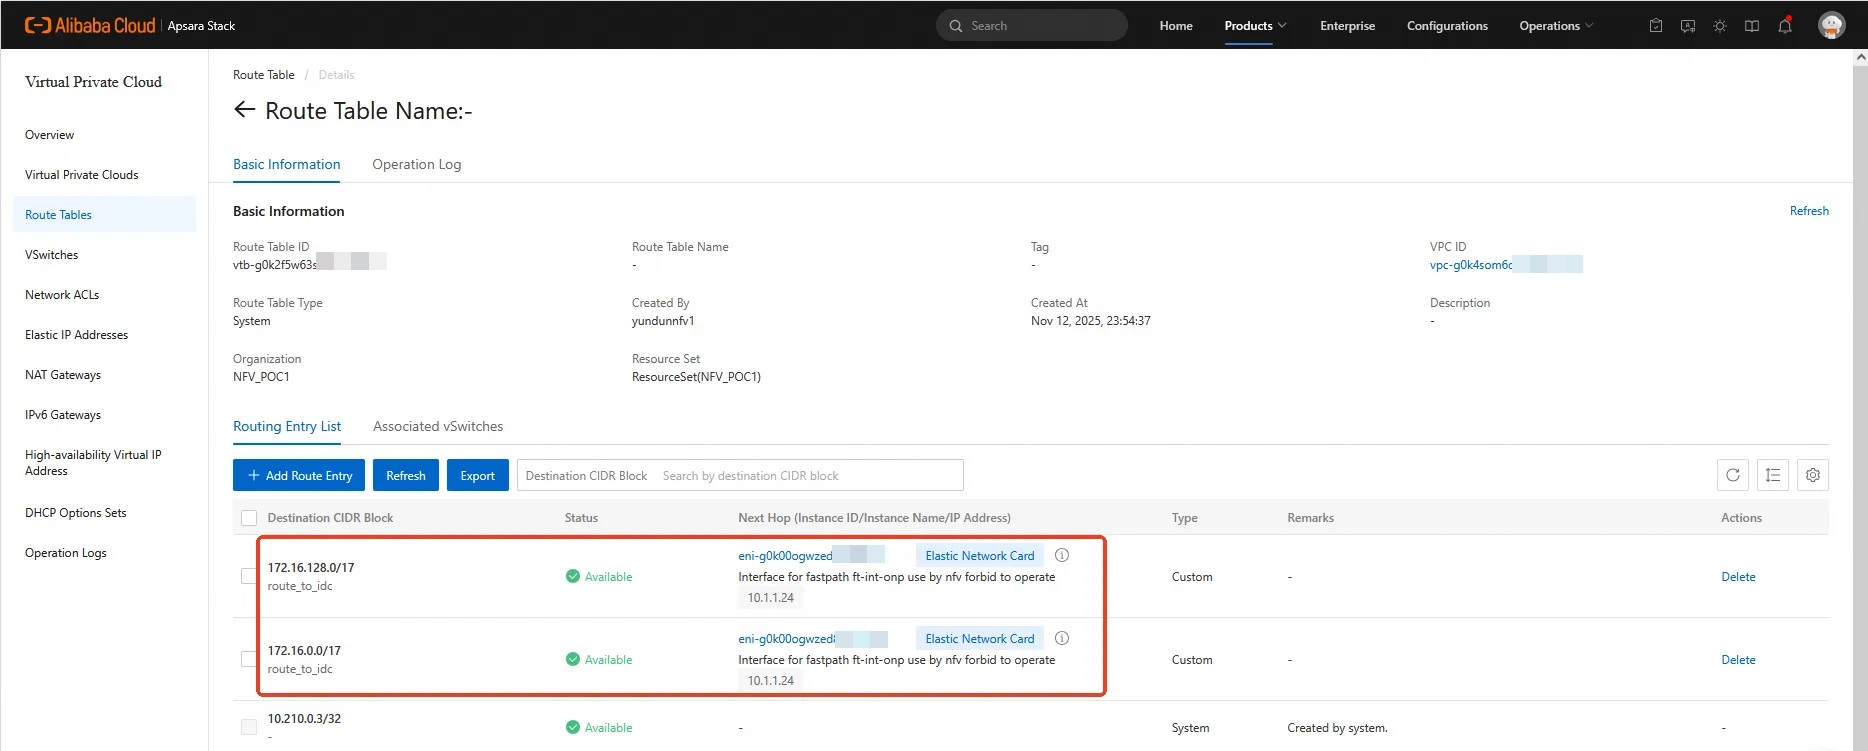 Alibaba Cloud | Apsara Stack
Search
Home
Products
Enterprise
Configurations
Operations
Virtual Private Cloud
Overview
Virtual Private Clouds
Route Tables
VSwitches
Network ACLs
Elastic IP Addresses
NAT Gateways
IPv6 Gateways
High-availability Virtual IP
Address
DHCP Options Sets
Operation Logs
Route Table / Details
Route Table Name:-
Basic Information
Operation Log
Basic Information
Refresh
Route Table ID
vtb-g0k2f5w63s
Route Table Name
-
Tag
-
VPC ID
vpc-g0k4som6c
Route Table Type
System
Created By
yundunnfv1
Created At
Nov 12, 2025, 23:54:37
Description
-
Organization
NFV_POC1
Resource Set
ResourceSet(NFV_POC1)
Routing Entry List
Associated vSwitches
+ Add Route Entry
Refresh
Export
Destination CIDR Block
Search by destination CIDR block
Destination CIDR Block
Status
Next Hop (Instance ID/Instance Name/IP Address)
Type
Remarks
Actions
172.16.128.0/17
route_to_idc
Available
eni-g0k00ogwzed
Elastic Network Card
Interface for fastpath ft-int-onp use by nfv forbid to operate
10.1.1.24
Custom
-
Delete
172.16.0.0/17
route_to_idc
Available
eni-g0k00ogwzed
Elastic Network Card
Interface for fastpath ft-int-onp use by nfv forbid to operate
10.1.1.24
Custom
-
Delete
10.210.0.3/32
-
Available
-
System
Created by system.
-